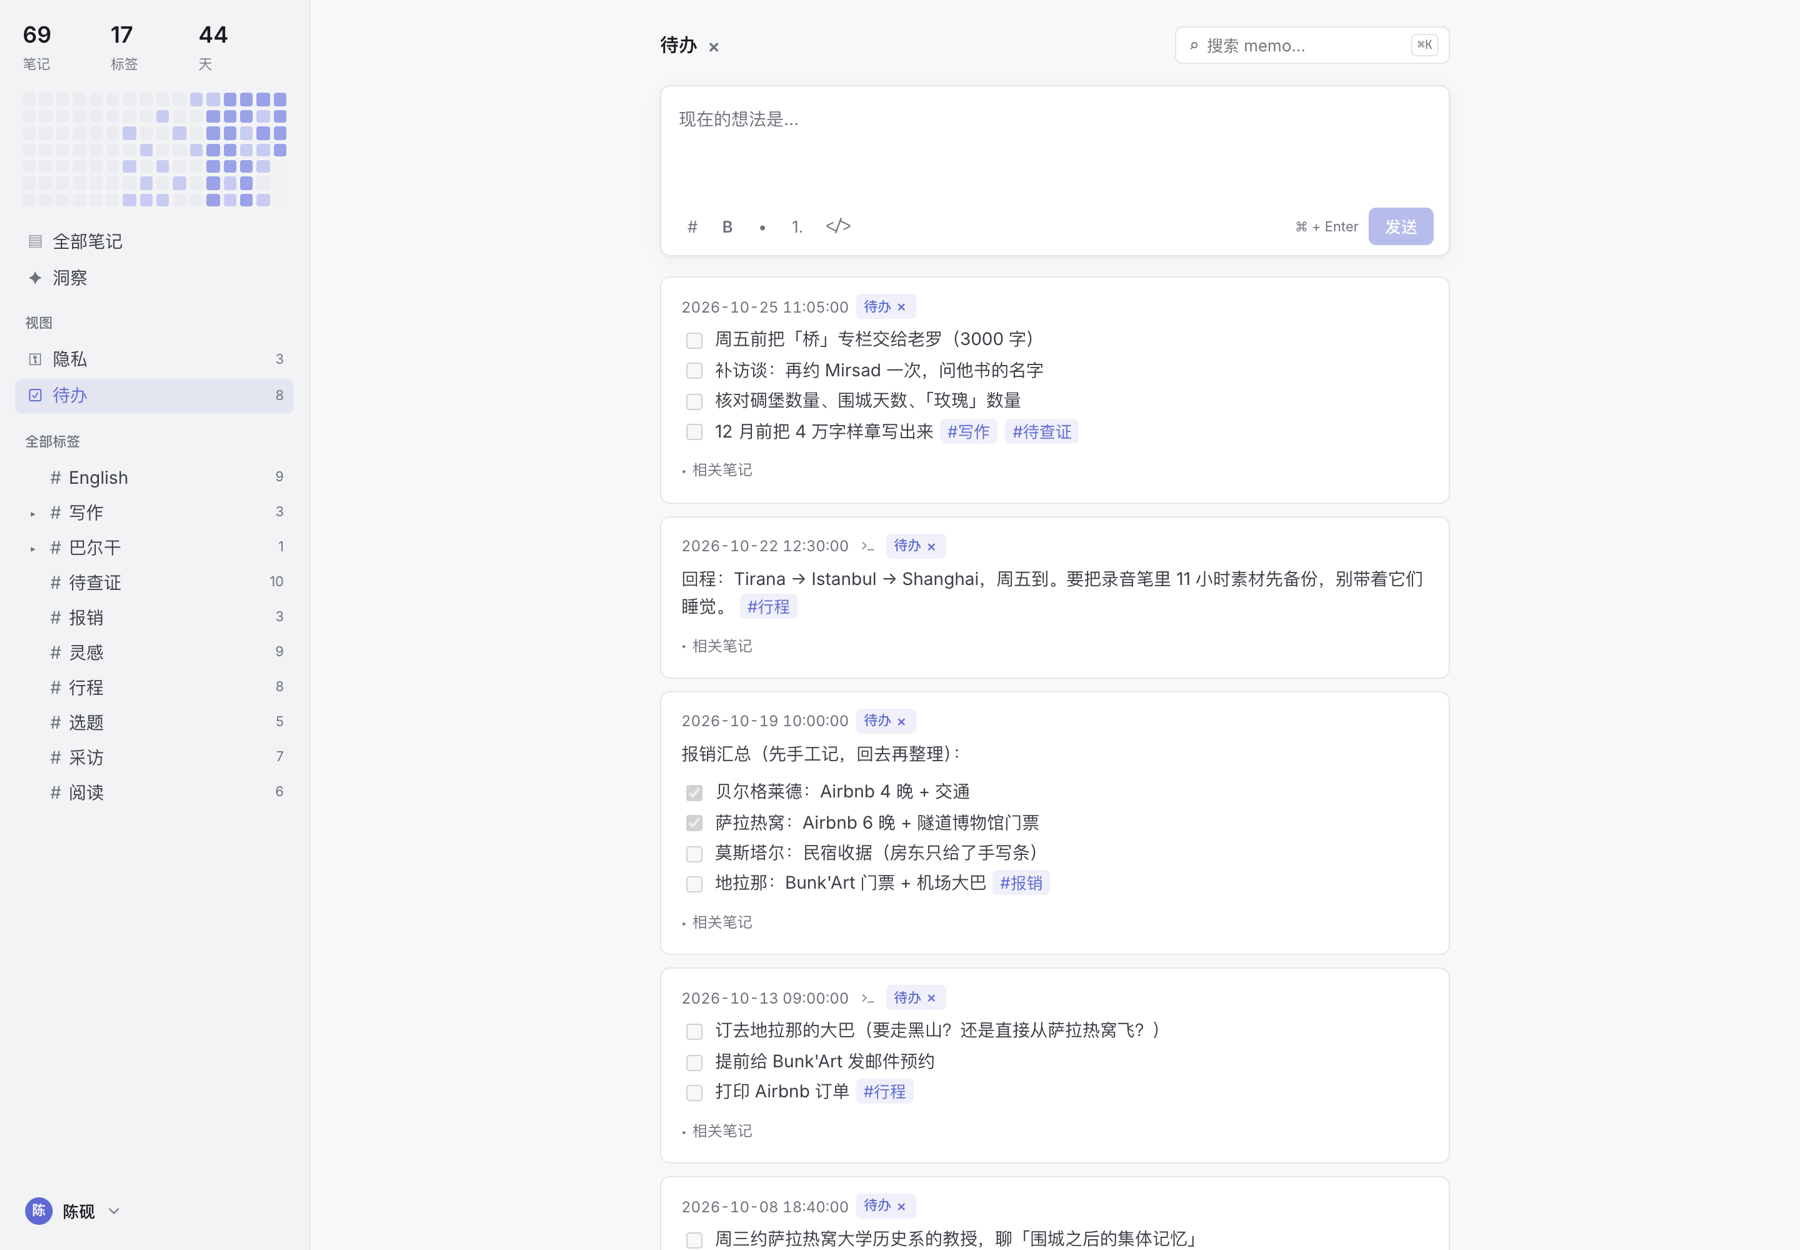 69 17 44
笔记 标签 天
全部笔记
洞察
视图
隐私 3
待办 8
全部标签
# English 9
# 写作 3
# 巴尔干 1
# 待查证 10
# 报销 3
# 灵感 9
# 行程 8
# 选题 5
# 采访 7
# 阅读 6
陈 陈砚
待办 ×
搜索 memo... ⌘K
现在的想法是...
# B • 1. </> ⌘ + Enter 发送
2026-10-25 11:05:00 待办 ×
周五前把「桥」专栏交给老罗（3000 字）
补访谈：再约 Mirsad 一次，问他书的名字
核对碉堡数量、围城天数、「玫瑰」数量
12 月前把 4 万字样章写出来 #写作 #待查证
▸ 相关笔记
2026-10-22 12:30:00 >_ 待办 ×
回程：Tirana → Istanbul → Shanghai，周五到。要把录音笔里 11 小时素材先备份，别带着它们
睡觉。 #行程
▸ 相关笔记
2026-10-19 10:00:00 待办 ×
报销汇总（先手工记，回去再整理）：
贝尔格莱德：Airbnb 4 晚 + 交通
萨拉热窝：Airbnb 6 晚 + 隧道博物馆门票
莫斯塔尔：民宿收据（房东只给了手写条）
地拉那：Bunk'Art 门票 + 机场大巴 #报销
▸ 相关笔记
2026-10-13 09:00:00 >_ 待办 ×
订去地拉那的大巴（要走黑山？还是直接从萨拉热窝飞？）
提前给 Bunk'Art 发邮件预约
打印 Airbnb 订单 #行程
▸ 相关笔记
2026-10-08 18:40:00 待办 ×
周三约萨拉热窝大学历史系的教授，聊「围城之后的集体记忆」